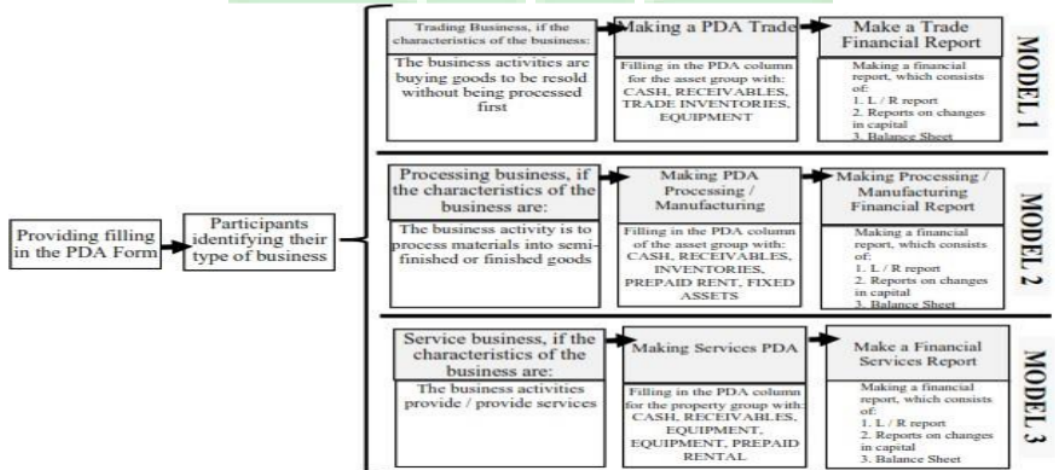 Providing filling
in the PDA Form
Participants
identifying their
type of business
Trading Business, if the
characteristics of the business:
The business activities are
buying goods to be resold
without being processed
first
Making a PDA Trade
Filling in the PDA column
for the asset group with:
CASH, RECEIVABLES,
TRADE INVENTORIES,
EQUIPMENT
Make a Trade
Financial Report
Making a financial
report, which consists
of:
1. L / R report
2. Reports on changes
in capital
3. Balance Sheet
MODEL 1
Processing business, if
the characteristics of the
business are:
The business activity is to
process materials into semi-
finished or finished goods
Making PDA
Processing /
Manufacturing
Filling in the PDA column
of the asset group with:
CASH, RECEIVABLES,
INVENTORIES,
PREPAID RENT, FIXED
ASSETS
Making Processing /
Manufacturing
Financial Report
Making a financial
report, which consists
of:
1. L / R report
2. Reports on changes
in capital
3. Balance Sheet
MODEL 2
Service business, if the
characteristics of the
business are:
The business activities
provide / provide services
Making Services PDA
Filling in the PDA column
for the property group with:
CASH, RECEIVABLES,
EQUIPMENT,
EQUIPMENT, PREPAID
RENTAL
Make a Financial
Services Report
Making a financial
report, which consists
of:
1. L / R report
2. Reports on changes
in capital
3. Balance Sheet
MODEL 3